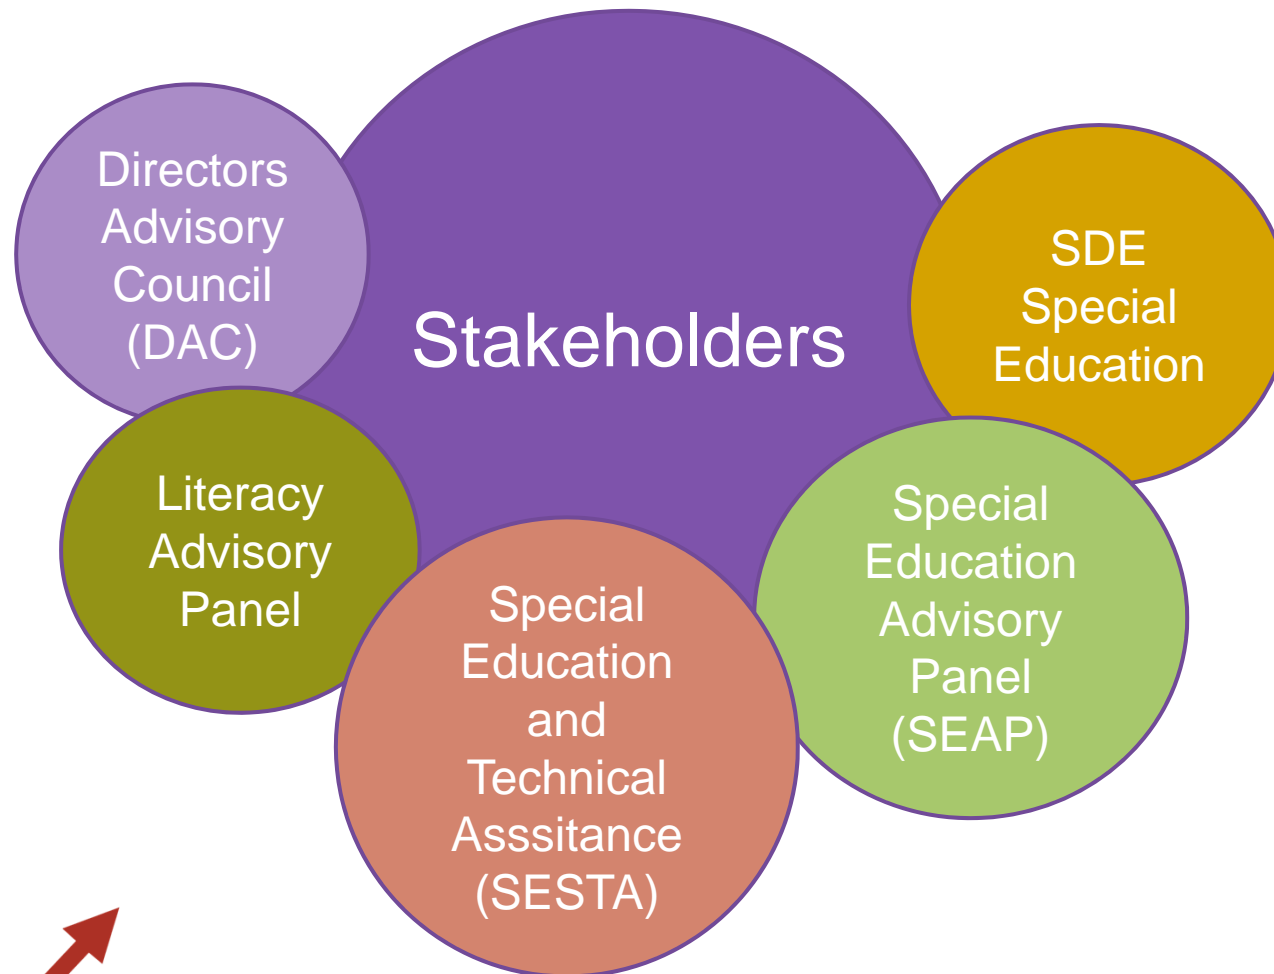 Directors
Advisory
Council
(DAC)
Stakeholders
SDE
Special
Education
Literacy
Advisory
Panel
Special
Education
and
Technical
Asssitance
(SESTA)
Special
Education
Advisory
Panel
(SEAP)